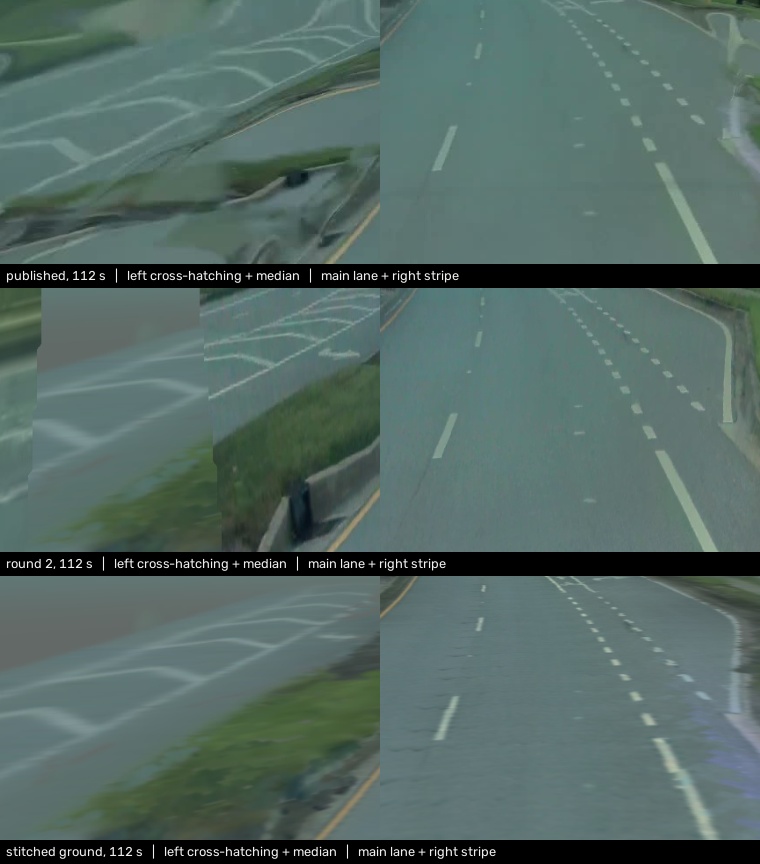 published, 112 s | left cross-hatching + median | main lane + right stripe
round 2, 112 s | left cross-hatching + median | main lane + right stripe
stitched ground, 112 s | left cross-hatching + median | main lane + right stripe